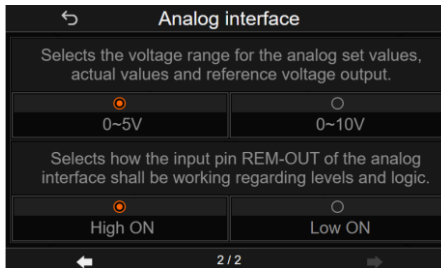 Analog interface
Selects the voltage range for the analog set values,
actual values and reference voltage output.
0~5V
0~10V
Selects how the input pin REM-OUT of the analog
interface shall be working regarding levels and logic.
High ON
Low ON
2 / 2